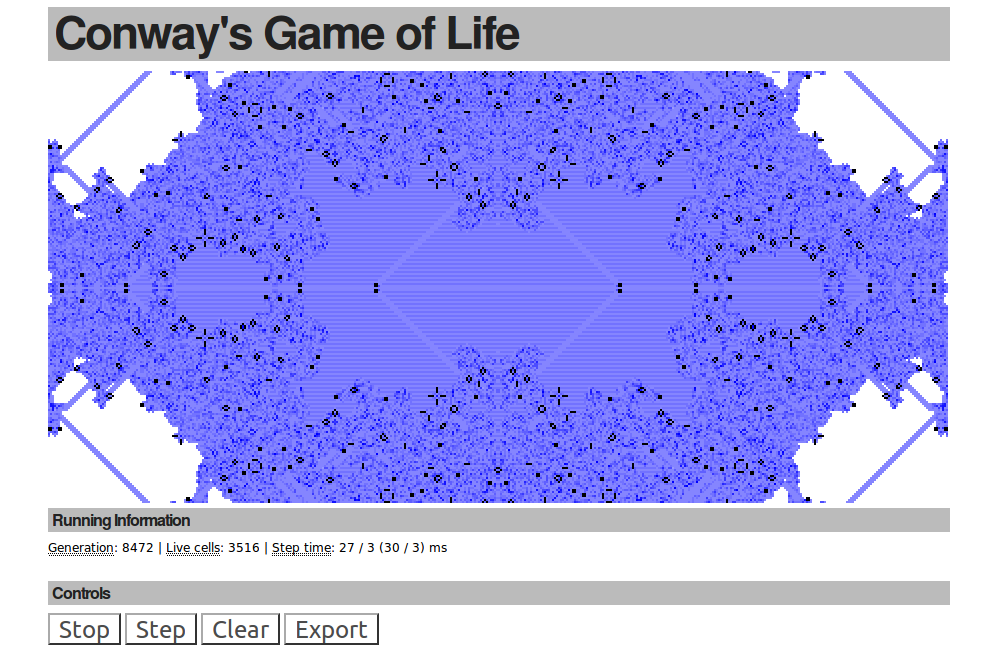 Conway's Game of Life
Running Information
Generation: 8472 | Live cells: 3516 | Step time: 27 / 3 (30 / 3) ms
Controls
Stop Step Clear Export